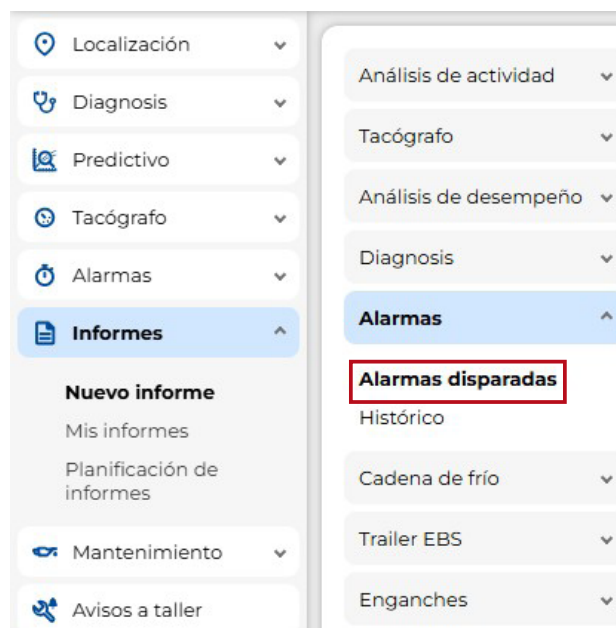 Localización
Diagnosis
Predictivo
Tacógrafo
Alarmas
Informes
Nuevo informe
Mis informes
Planificación de
informes
Mantenimiento
Avisos a taller
Análisis de actividad
Tacógrafo
Análisis de desempeño
Diagnosis
Alarmas
Alarmas disparadas
Histórico
Cadena de frío
Trailer EBS
Enganches